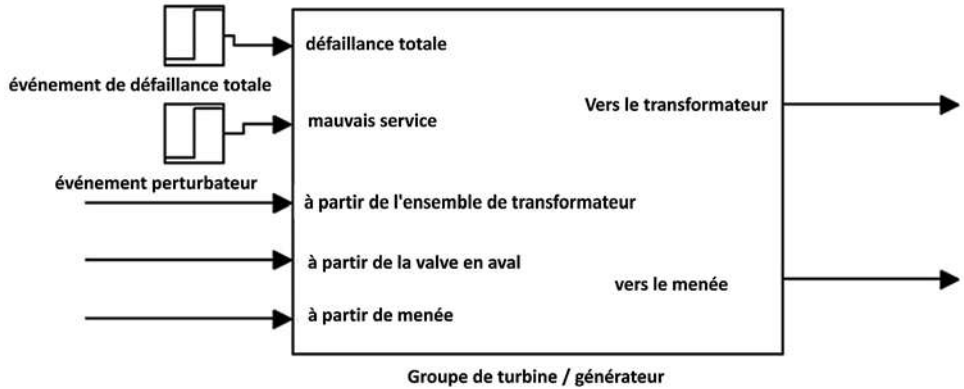 défaillance totale
événement de défaillance totale
Vers le transformateur
mauvais service
événement perturbateur
à partir de l'ensemble de transformateur
à partir de la valve en aval
vers le menée
à partir de menée
Groupe de turbine / générateur